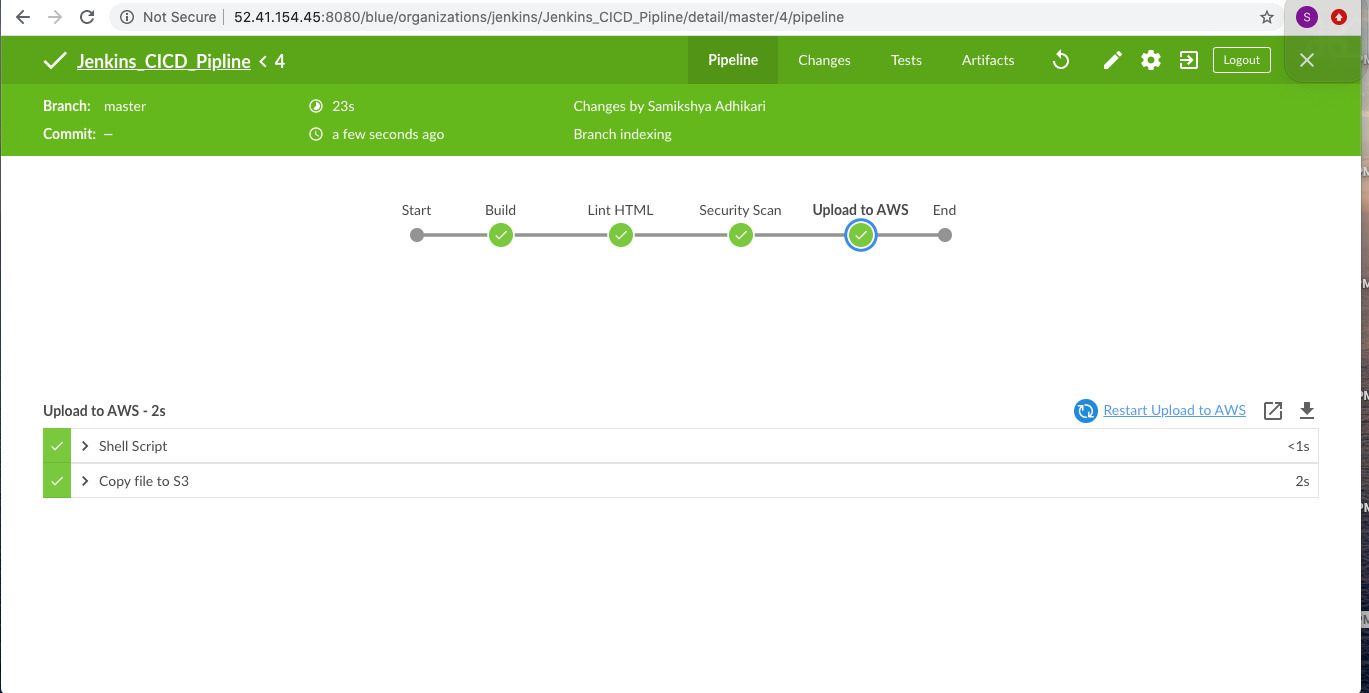 Not Secure 52.41.154.45:8080/blue/organizations/jenkins/Jenkins_CICD_Pipline/detail/master/4/pipeline S
Jenkins_CICD_Pipline < 4 Pipeline Changes Tests Artifacts Logout
Branch: master 23s Changes by Samikshya Adhikari
Commit: – a few seconds ago Branch indexing
Start Build Lint HTML Security Scan Upload to AWS End
Upload to AWS - 2s Restart Upload to AWS
Shell Script <1s
Copy file to S3 2s